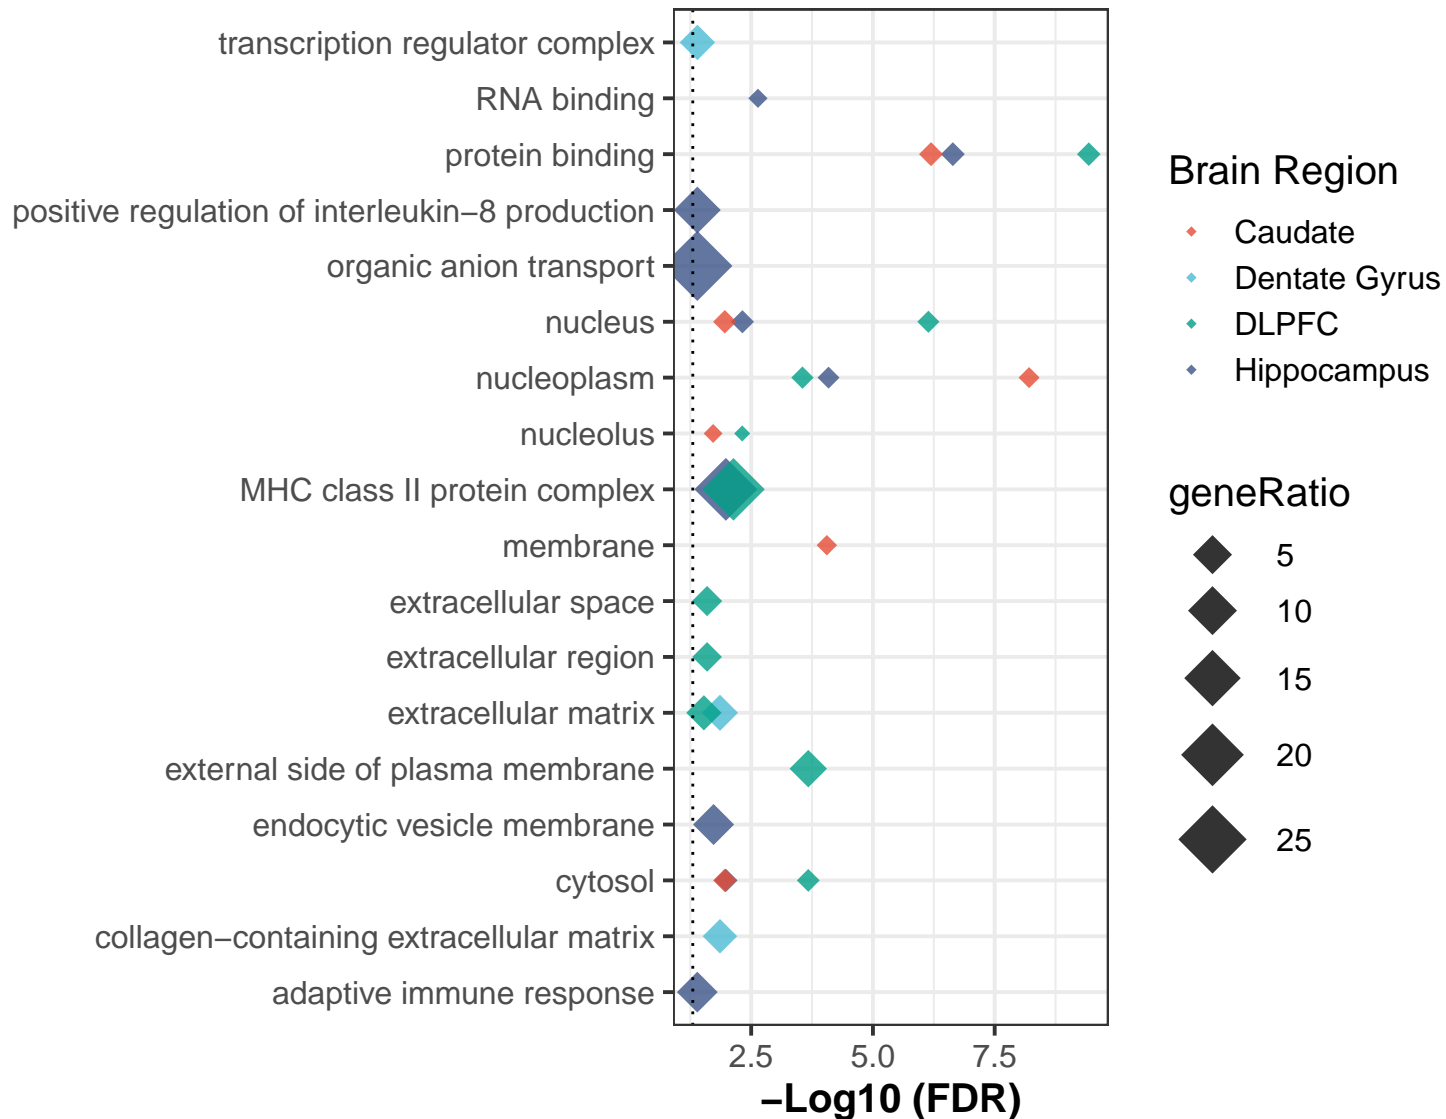 transcription regulator complex
RNA binding
protein binding
positive regulation of interleukin−8 production
organic anion transport
nucleus
nucleoplasm
nucleolus
MHC class II protein complex
membrane
extracellular space
extracellular region
extracellular matrix
external side of plasma membrane
endocytic vesicle membrane
cytosol
collagen−containing extracellular matrix
adaptive immune response
2.5 5.0 7.5
−Log10 (FDR)
Brain Region
Caudate
Dentate Gyrus
DLPFC
Hippocampus
geneRatio
5
10
15
20
25